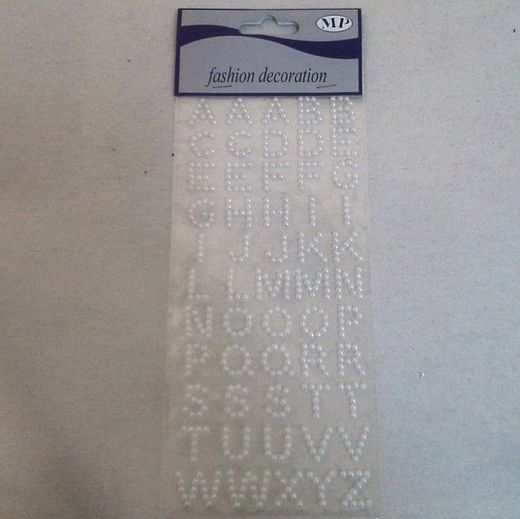 MP
fashion decoration
A A A B B
C C D D E
E E E F G
G H H I I
I J J K K
L L M M N
N O O O P
P Q Q R R
S S S T T
T U U V V
W W X Y Z